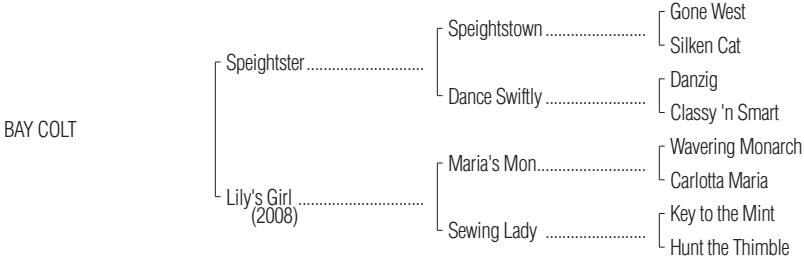 Gone West
Speightstown ........................
Silken Cat
Speightster ............................
Danzig
Dance Swiftly ........................
Classy 'n Smart
BAY COLT
Wavering Monarch
Maria's Mon..........................
Carlotta Maria
Lily's Girl ..............................
(2008)
Key to the Mint
Sewing Lady ........................
Hunt the Thimble